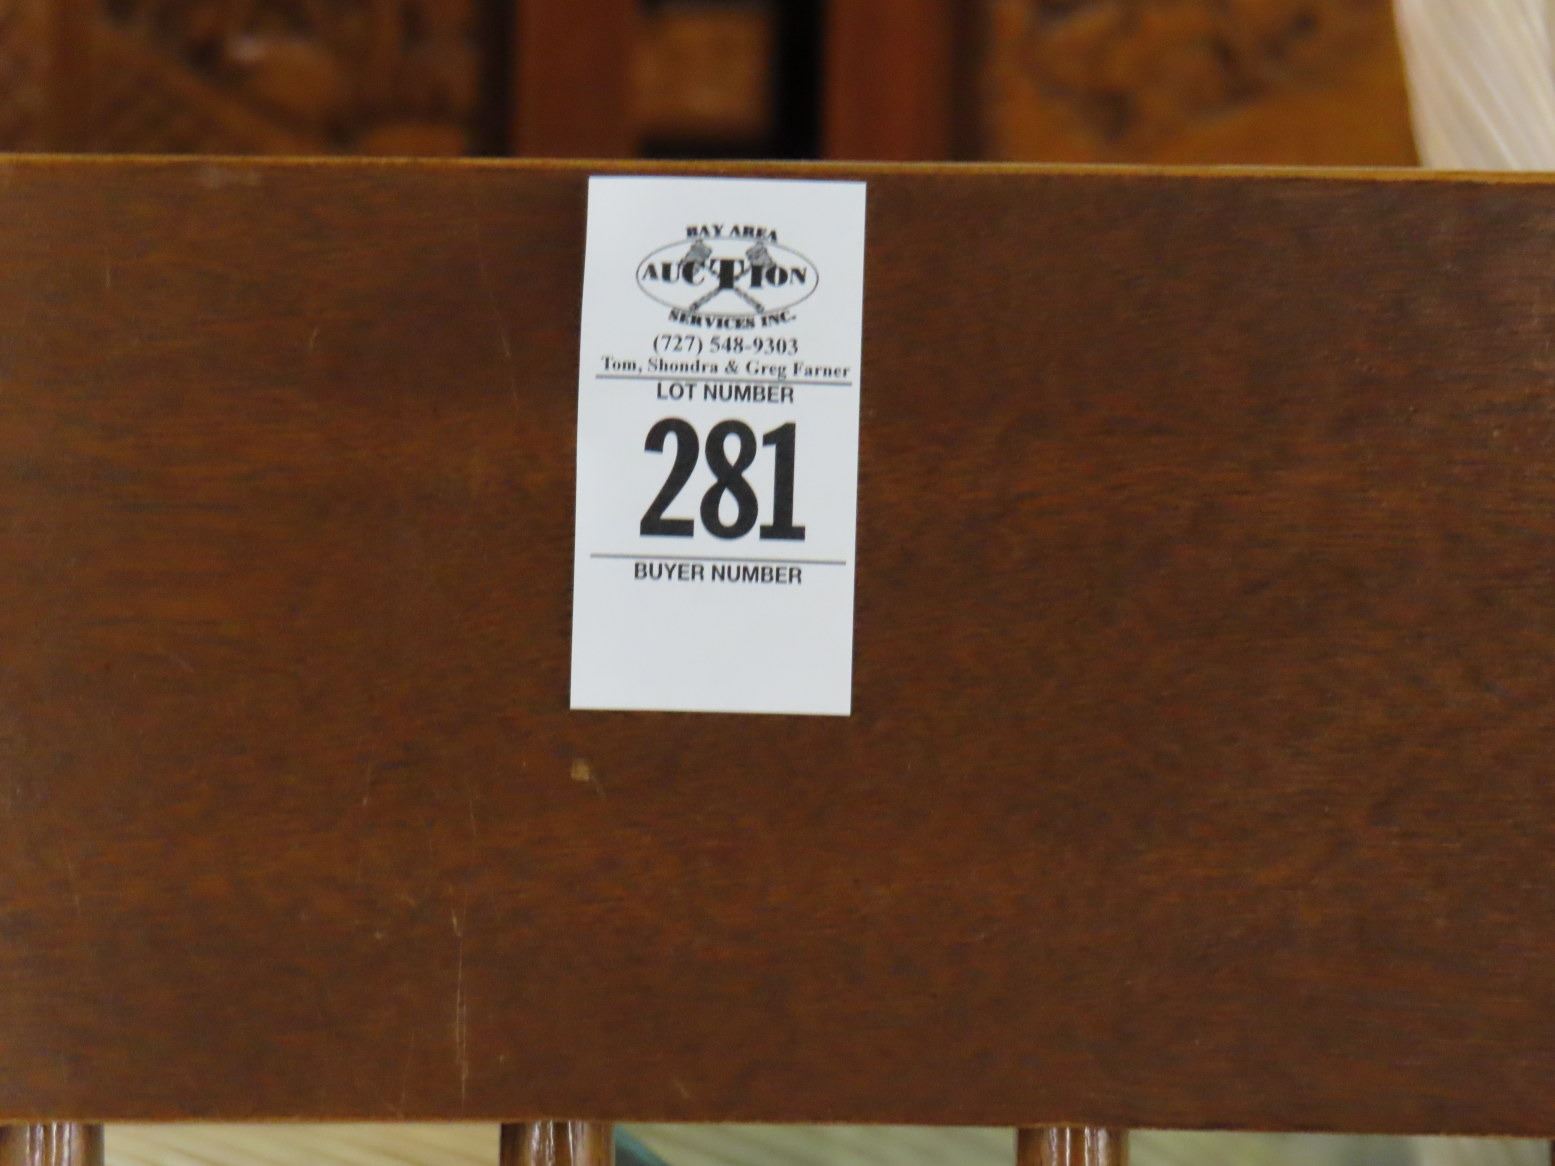 BAY AREA
AUCTION
SERVICES INC.
(727) 548-9303
Tom, Shondra & Greg Farner
LOT NUMBER
281
BUYER NUMBER